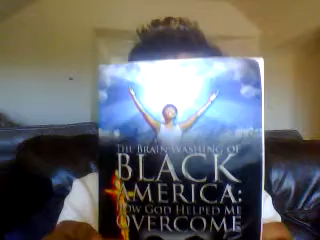 THE BRAIN WASHING OF
BLACK
AMERICA:
HOW GOD HELPED ME
OVERCOME